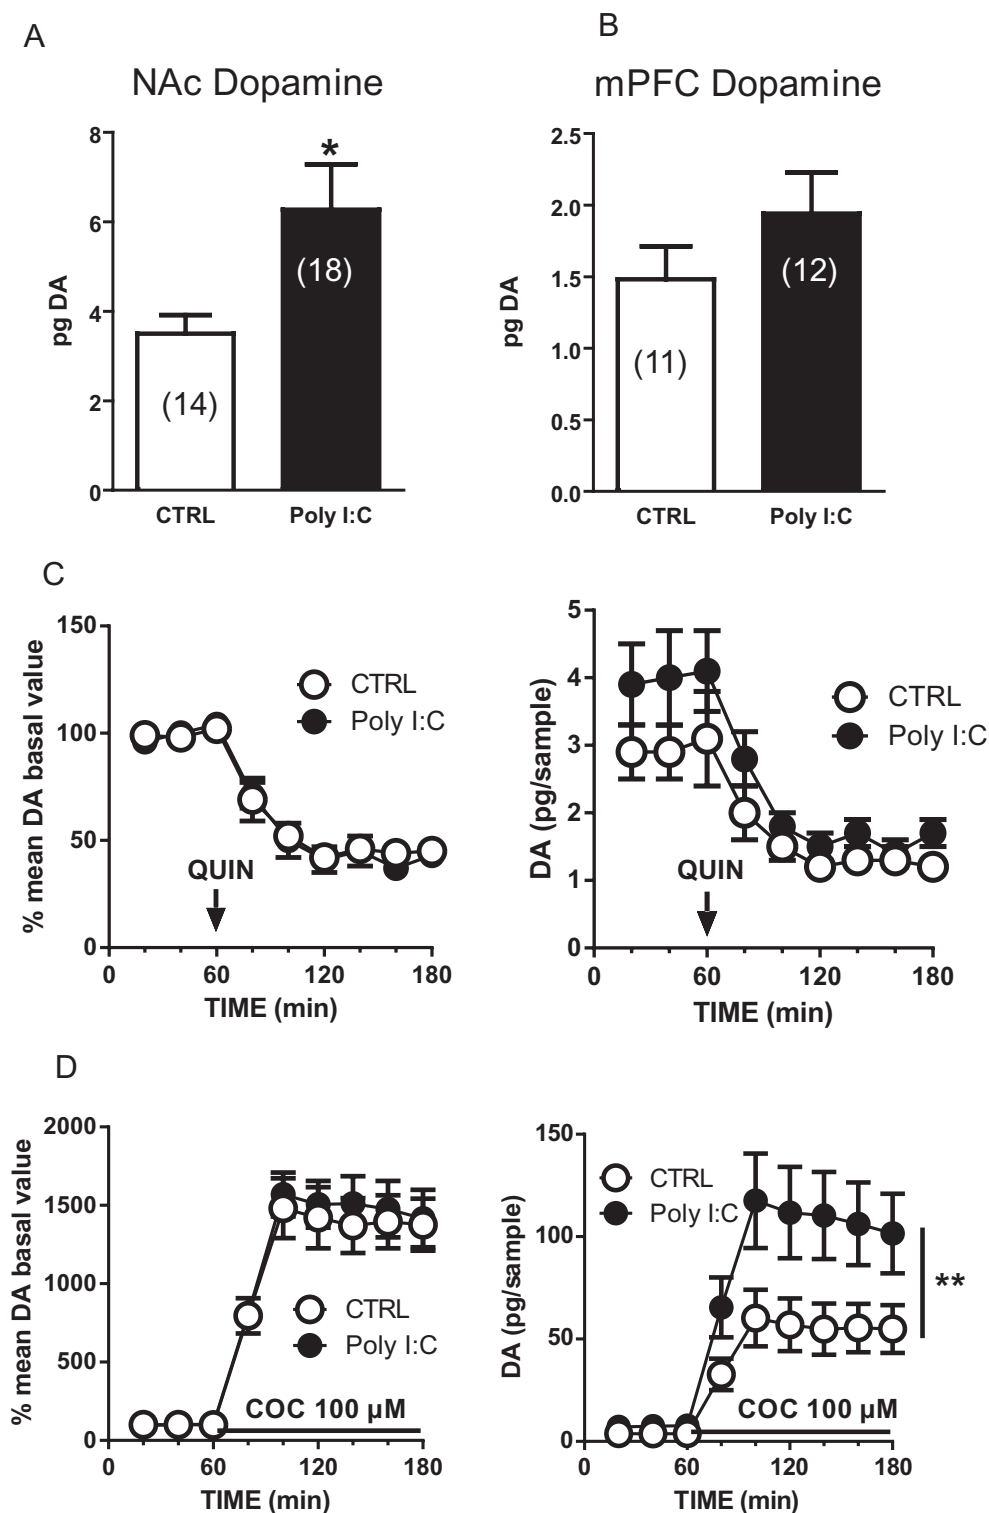 A
B
NAc Dopamine
mPFC Dopamine
8
6
4
2
0
pg DA
*
(14)
(18)
CTRL
Poly I:C
2.5
2.0
1.5
1.0
0.5
0.0
pg DA
(11)
(12)
CTRL
Poly I:C
C
150
100
50
0
% mean DA basal value
CTRL
Poly I:C
QUIN
0
60
120
180
TIME (min)
5
4
3
2
1
0
DA (pg/sample)
CTRL
Poly I:C
QUIN
0
60
120
180
TIME (min)
D
2000
1500
1000
500
0
% mean DA basal value
CTRL
Poly I:C
COC 100 µM
0
60
120
180
TIME (min)
150
100
50
0
DA (pg/sample)
CTRL
Poly I:C
**
COC 100 µM
0
60
120
180
TIME (min)